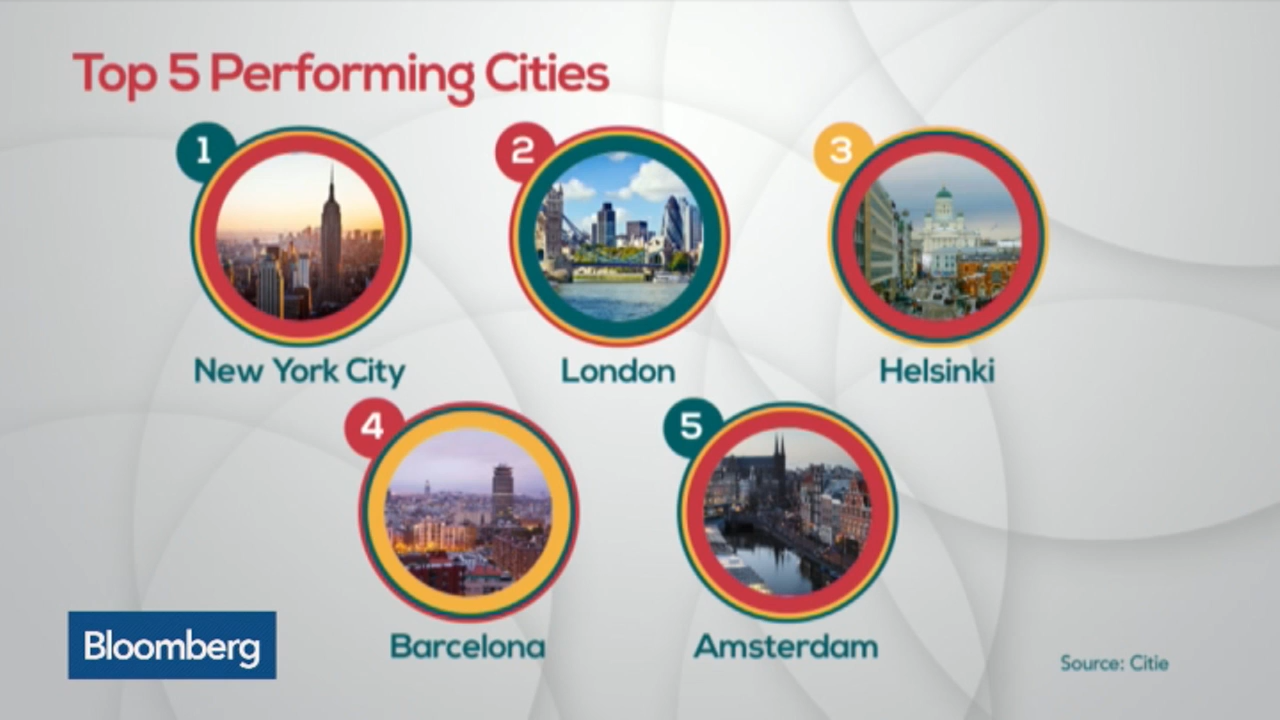 Top 5 Performing Cities
1
2
3
New York City
London
Helsinki
4
5
Barcelona
Amsterdam
Bloomberg
Source: Citie